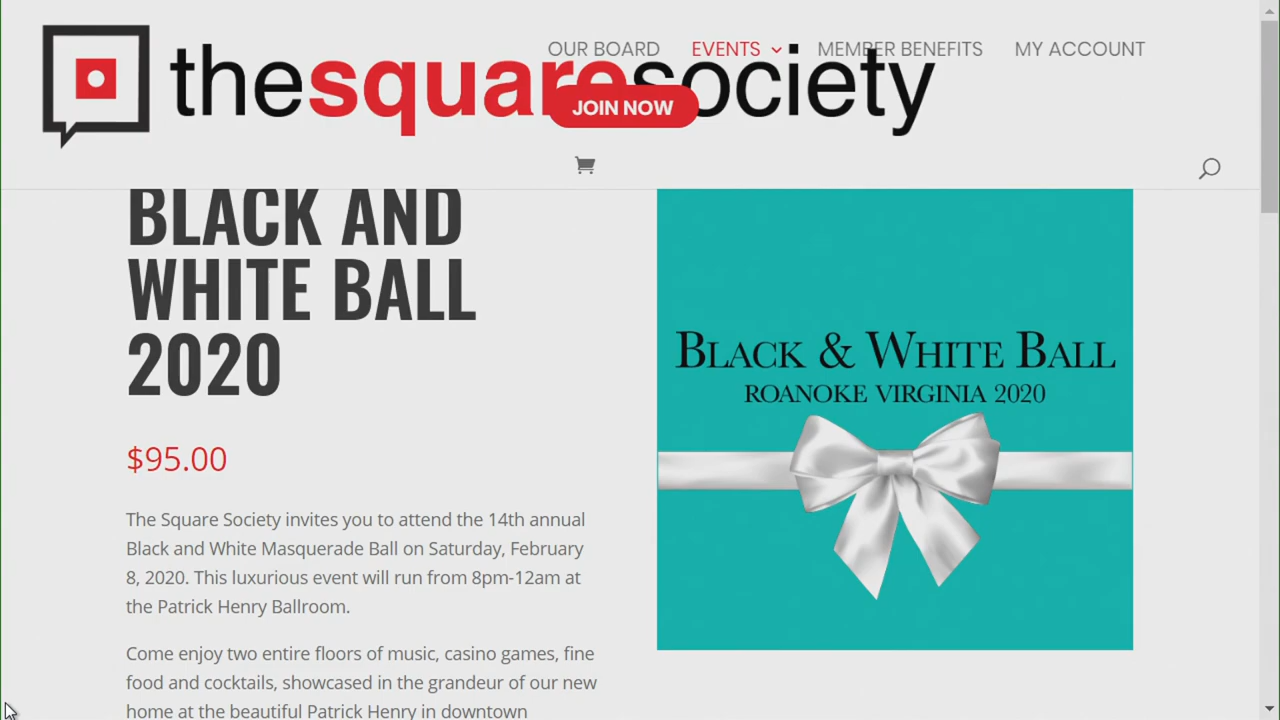 OUR BOARD EVENTS MEMBER BENEFITS MY ACCOUNT
thesquaresociety
JOIN NOW
BLACK AND
WHITE BALL
2020
$95.00
The Square Society invites you to attend the 14th annual
Black and White Masquerade Ball on Saturday, February
8, 2020. This luxurious event will run from 8pm-12am at
the Patrick Henry Ballroom.
Come enjoy two entire floors of music, casino games, fine
food and cocktails, showcased in the grandeur of our new
home at the beautiful Patrick Henry in downtown
BLACK & WHITE BALL
ROANOKE VIRGINIA 2020